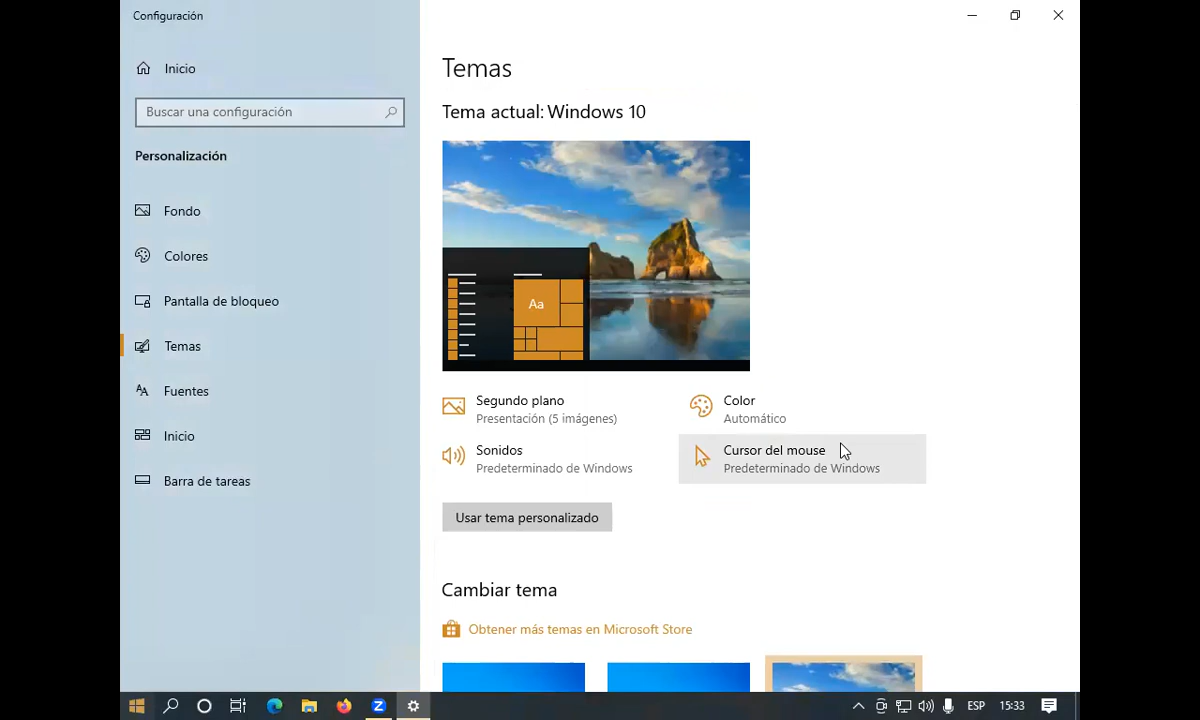 Configuración
Inicio
Buscar una configuración
Personalización
Fondo
Colores
Pantalla de bloqueo
Temas
Fuentes
Inicio
Barra de tareas
Temas
Tema actual: Windows 10
Aa
Segundo plano
Presentación (5 imágenes)
Color
Automático
Sonidos
Predeterminado de Windows
Cursor del mouse
Predeterminado de Windows
Usar tema personalizado
Cambiar tema
Obtener más temas en Microsoft Store
Z
ESP
15:33